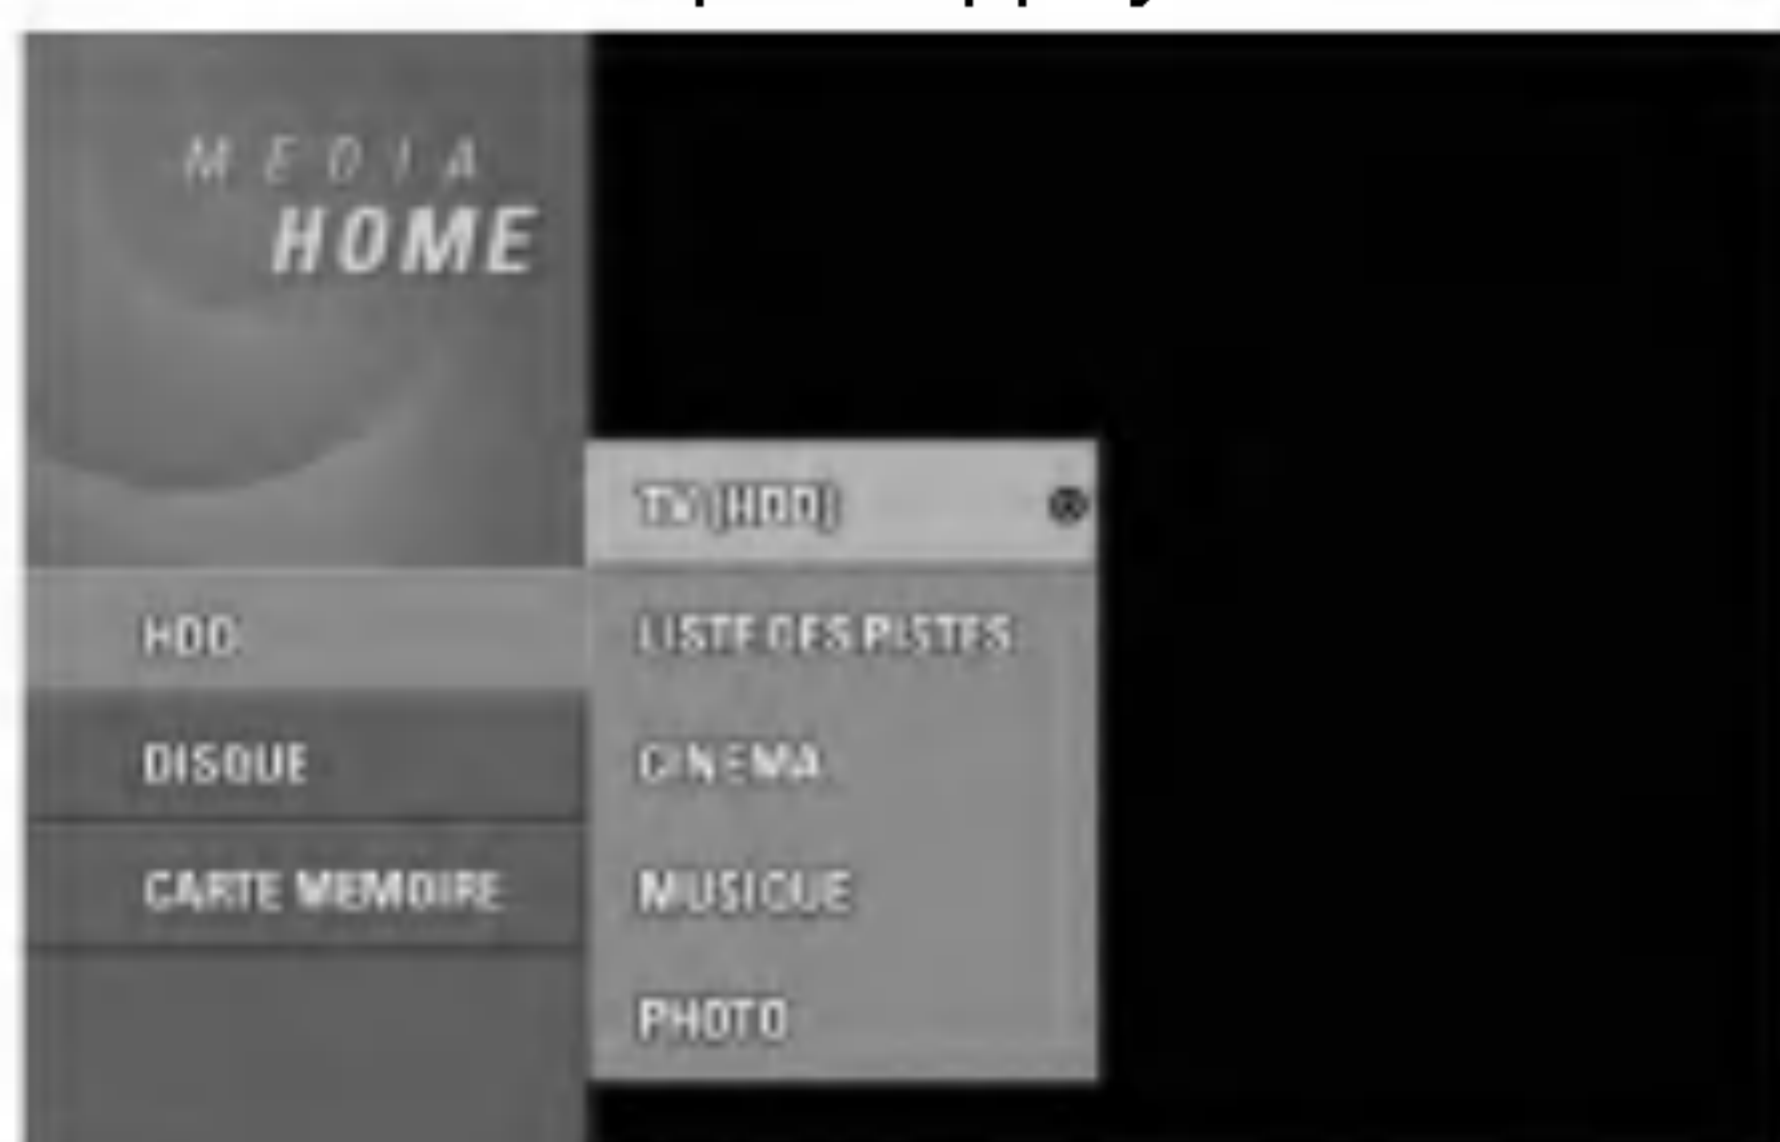 MEDIA
HOME
TV (HDD)
HDD
LISTE DES PISTES
DISQUE
CINEMA
CARTE MEMOIRE
MUSIQUE
PHOTO